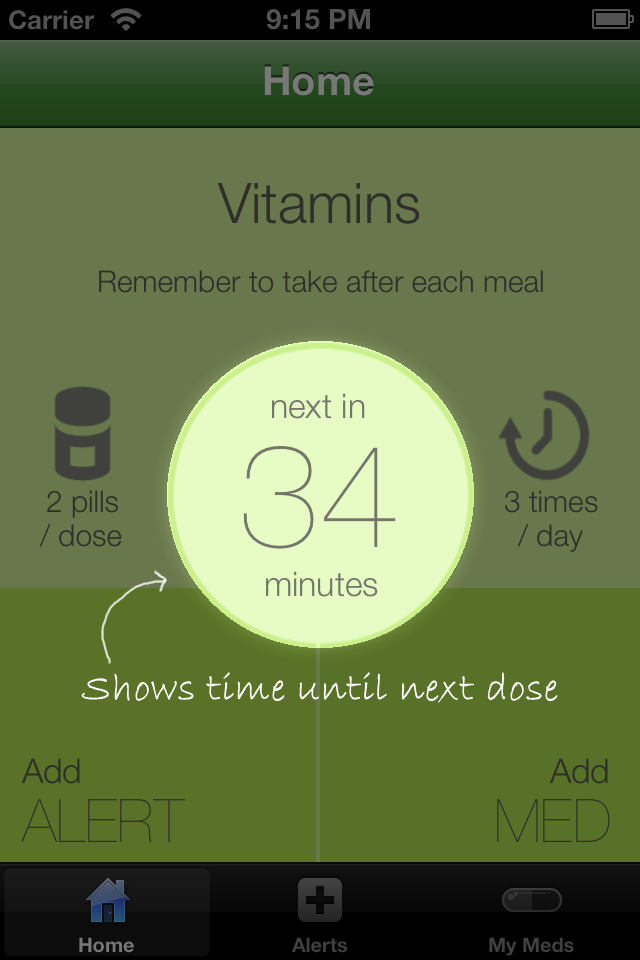 Carrier 9:15 PM
Home
Vitamins
Remember to take after each meal
next in
34
minutes
2 pills
/ dose
3 times
/ day
Shows time until next dose
Add
ALERT
Add
MED
Home Alerts My Meds